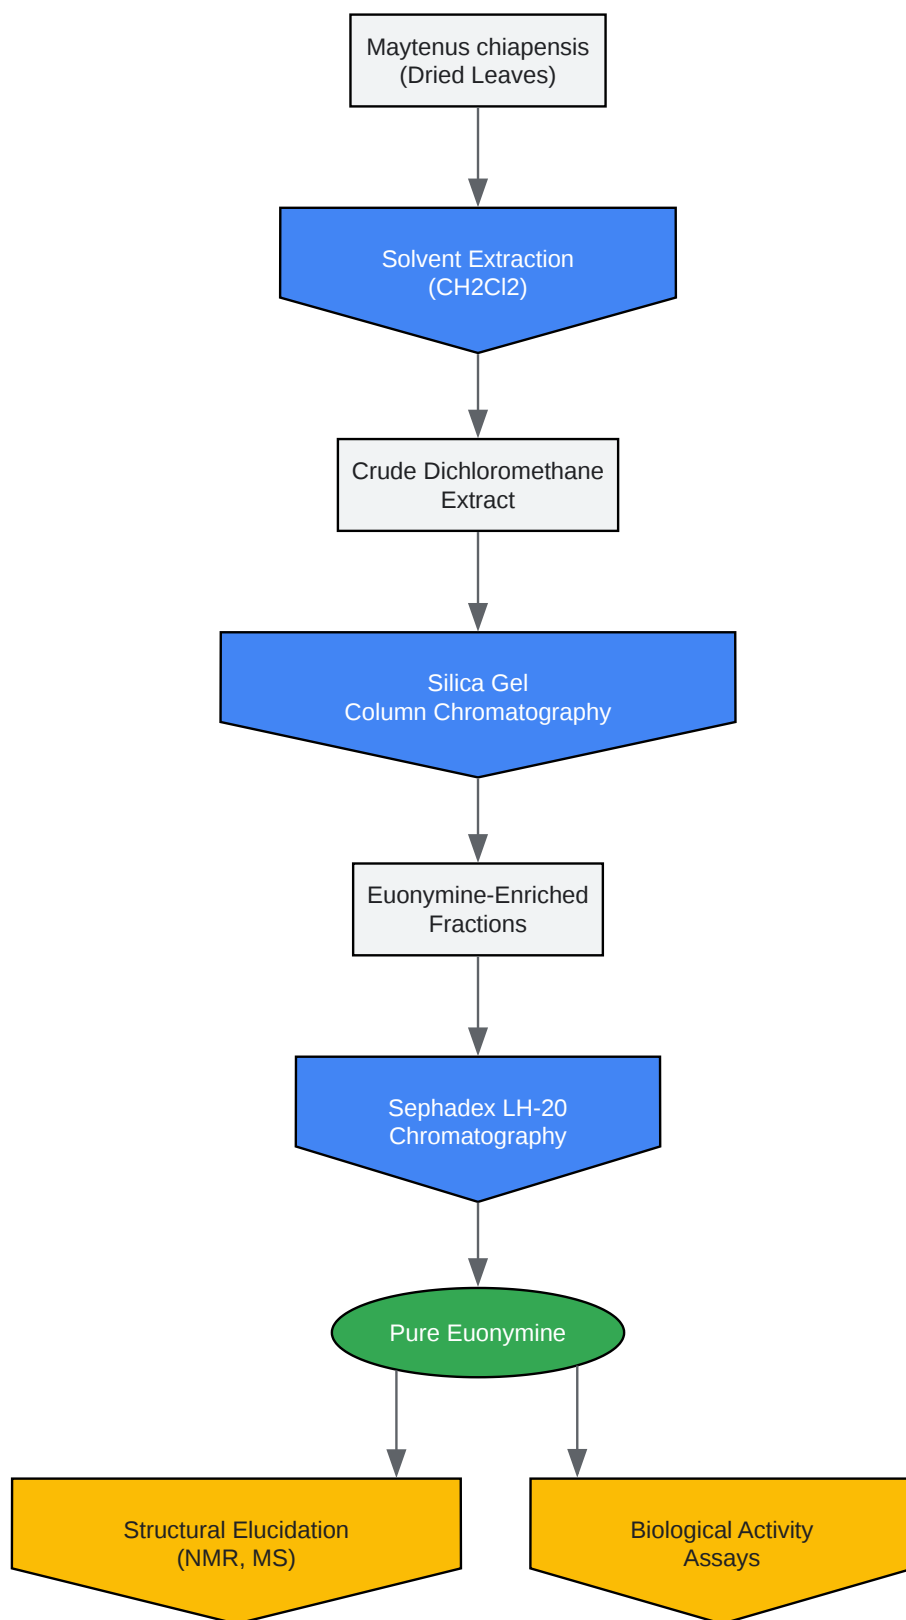 Maytenus chiapensis
(Dried Leaves)
Solvent Extraction
(CH2Cl2)
Crude Dichloromethane
Extract
Silica Gel
Column Chromatography
Euonymine-Enriched
Fractions
Sephadex LH-20
Chromatography
Pure Euonymine
Structural Elucidation
(NMR, MS)
Biological Activity
Assays